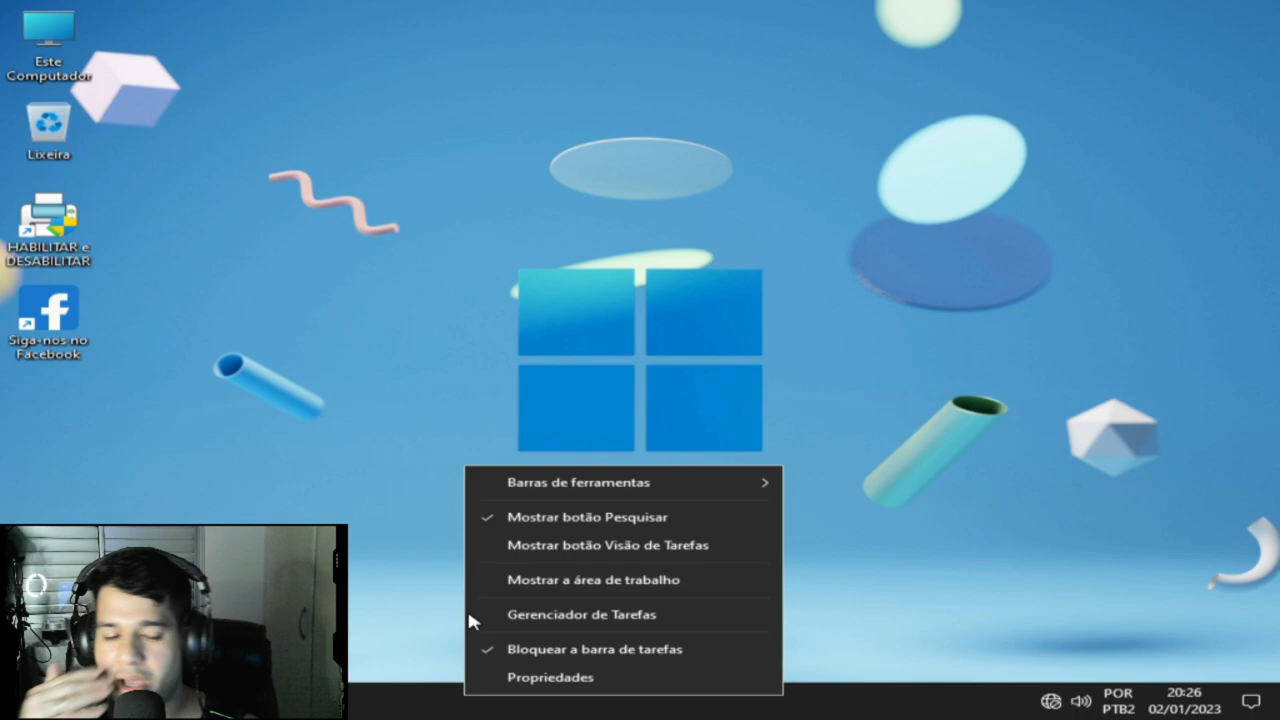 Este
Computador
Lixeira
HABILITAR e
DESABILITAR
Siga-nos no
Facebook
Barras de ferramentas
Mostrar botão Pesquisar
Mostrar botão Visão de Tarefas
Mostrar a área de trabalho
Gerenciador de Tarefas
Bloquear a barra de tarefas
Propriedades
POR
PTB2
20:26
02/01/2023